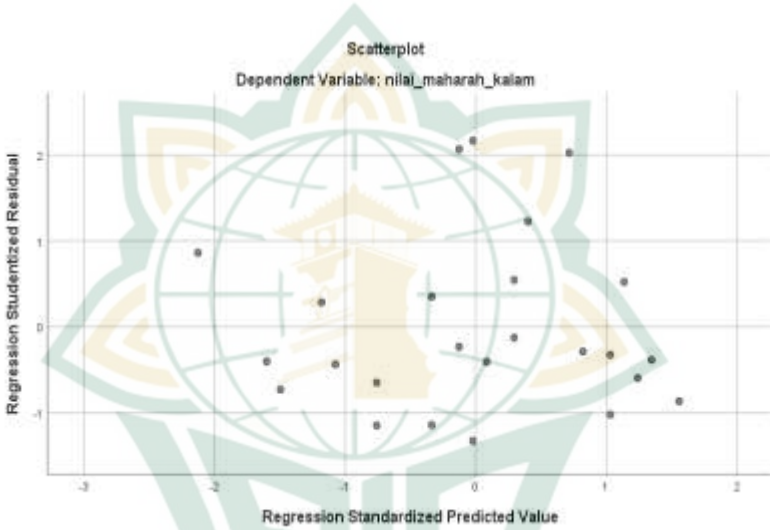 Scatterplot
Dependent Variable: nilai_maharah_kalam
Regression Studentized Residual
2
1
0
-1
-3
-2
-1
0
1
2
Regression Standardized Predicted Value